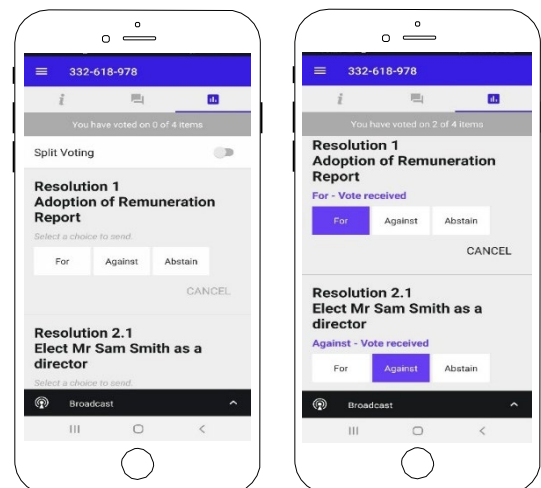 332-618-978
You have voted on 0 of 4 items
Split Voting
Resolution 1
Adoption of Remuneration
Report
Select a choice to send.
For Against Abstain
CANCEL
Resolution 2.1
Elect Mr Sam Smith as a
director
Select a choice to send.
Broadcast
332-618-978
You have voted on 2 of 4 items
Resolution 1
Adoption of Remuneration
Report
For - Vote received
For Against Abstain
CANCEL
Resolution 2.1
Elect Mr Sam Smith as a
director
Against - Vote received
For Against Abstain
Broadcast